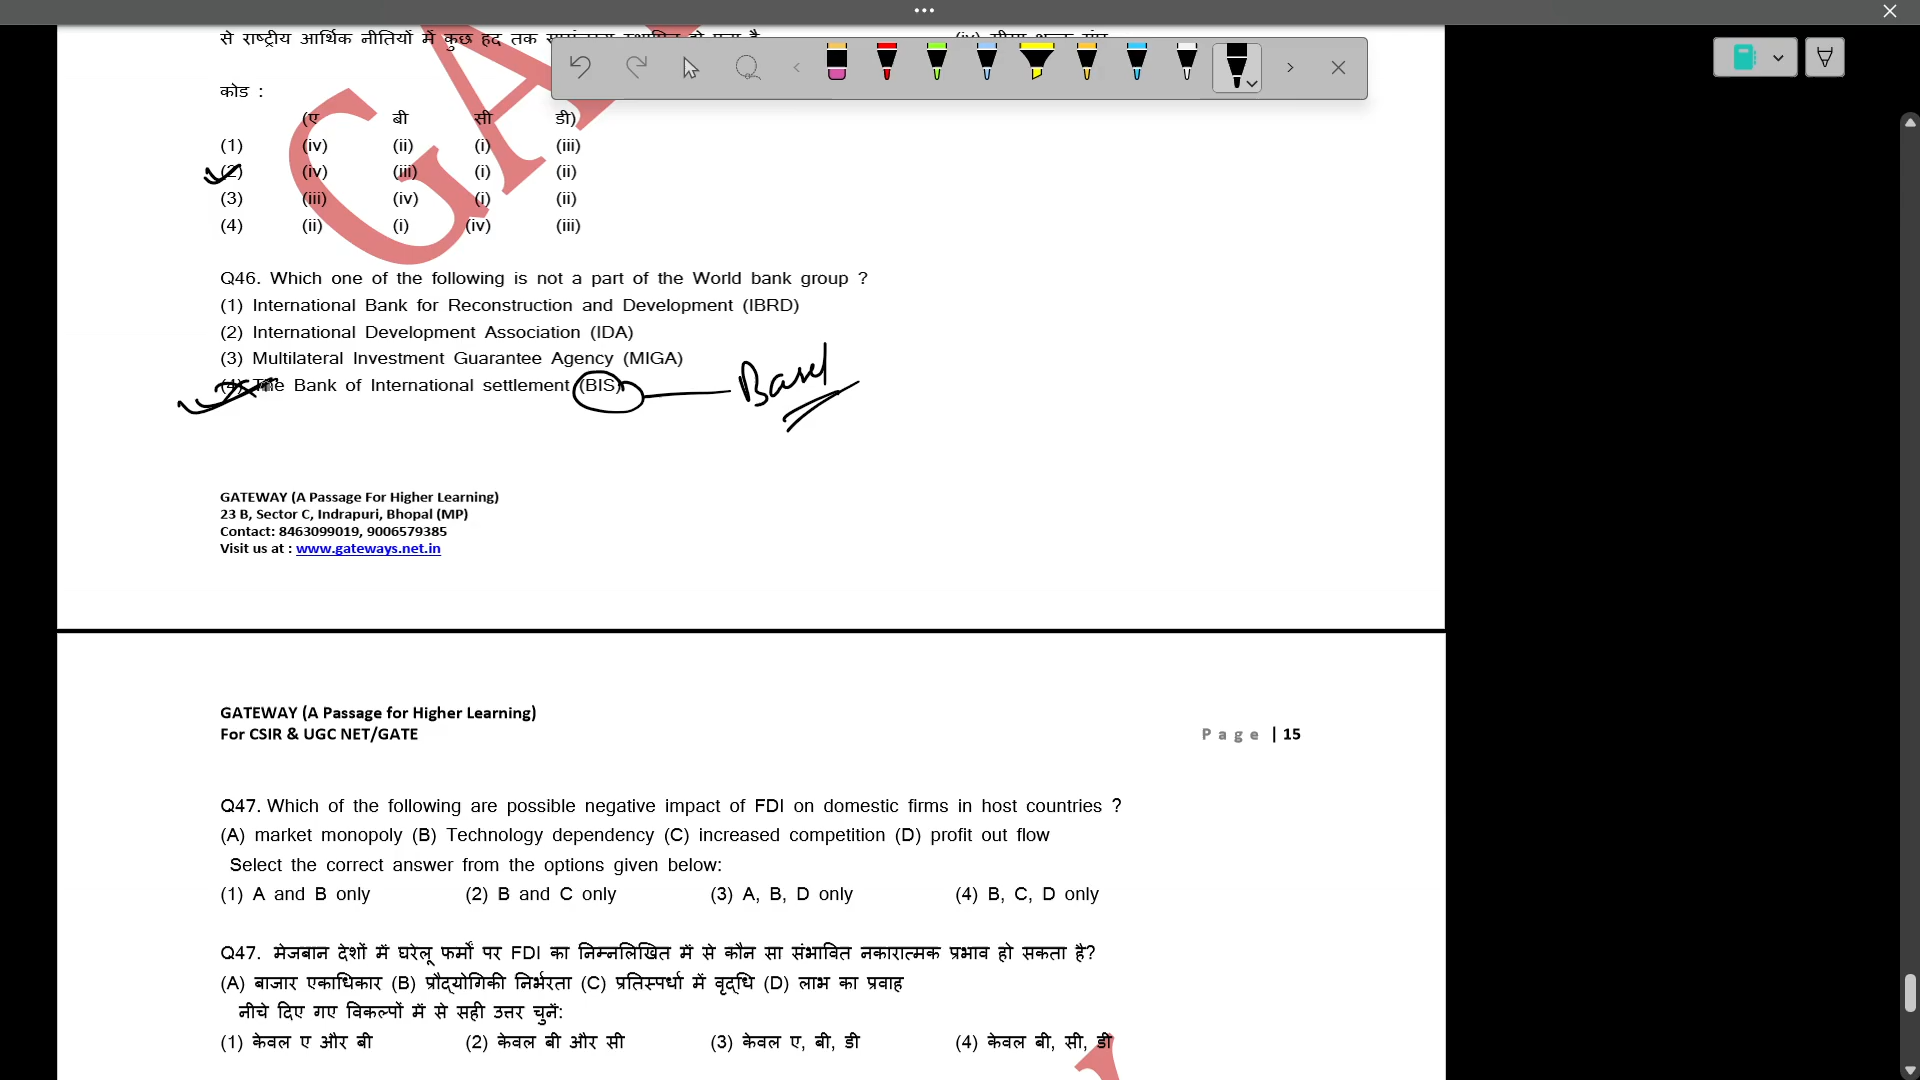 से राष्ट्रीय आर्थिक नीतियों में कुछ हद तक
कोड :
(ए बी सी डी)
(1) (iv) (ii) (i) (iii)
(2) (iv) (iii) (i) (ii)
(3) (iii) (iv) (i) (ii)
(4) (ii) (i) (iv) (iii)
Q46. Which one of the following is not a part of the World bank group ?
(1) International Bank for Reconstruction and Development (IBRD)
(2) International Development Association (IDA)
(3) Multilateral Investment Guarantee Agency (MIGA)
(4) The Bank of International settlement (BIS) Basel
GATEWAY (A Passage For Higher Learning)
23 B, Sector C, Indrapuri, Bhopal (MP)
Contact: 8463099019, 9006579385
Visit us at : www.gateways.net.in
GATEWAY (A Passage for Higher Learning)
For CSIR & UGC NET/GATE
Page | 15
Q47. Which of the following are possible negative impact of FDI on domestic firms in host countries ?
(A) market monopoly (B) Technology dependency (C) increased competition (D) profit out flow
Select the correct answer from the options given below:
(1) A and B only (2) B and C only (3) A, B, D only (4) B, C, D only
Q47. मेजबान देशों में घरेलू फर्मों पर FDI का निम्नलिखित में से कौन सा संभावित नकारात्मक प्रभाव हो सकता है?
(A) बाजार एकाधिकार (B) प्रौद्योगिकी निर्भरता (C) प्रतिस्पर्धा में वृद्धि (D) लाभ का प्रवाह
नीचे दिए गए विकल्पों में से सही उत्तर चुनें:
(1) केवल ए और बी (2) केवल बी और सी (3) केवल ए, बी, डी (4) केवल बी, सी, डी